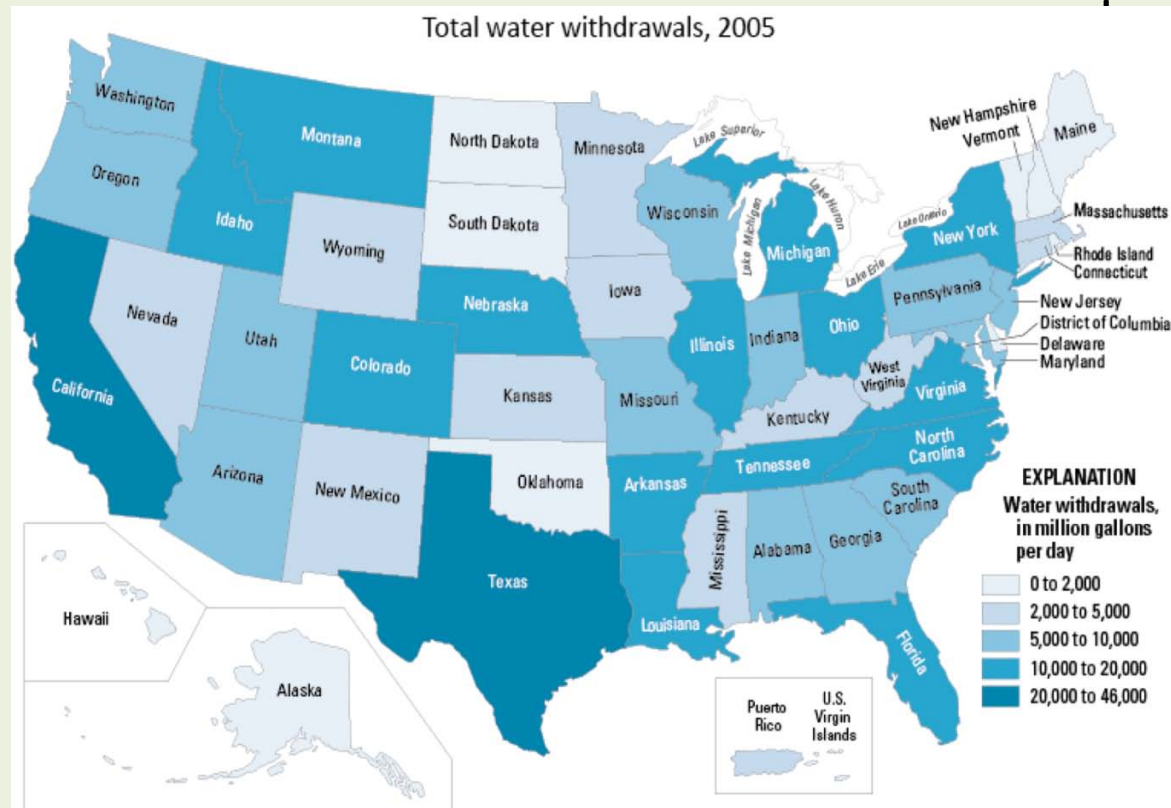 Total water withdrawals, 2005
Washington
Oregon
California
Nevada
Idaho
Montana
Wyoming
Utah
Arizona
Colorado
New Mexico
North Dakota
South Dakota
Nebraska
Kansas
Oklahoma
Texas
Minnesota
Iowa
Missouri
Arkansas
Louisiana
Wisconsin
Illinois
Michigan
Indiana
Ohio
Kentucky
Tennessee
Mississippi
Alabama
Georgia
Florida
South
Carolina
North
Carolina
Virginia
West
Virginia
Pennsylvania
New York
Lake Superior
Lake Michigan
Lake Huron
Lake Erie
Lake Ontario
New Hampshire
Vermont
Maine
Massachusetts
Rhode Island
Connecticut
New Jersey
District of Columbia
Delaware
Maryland
Hawaii
Alaska
Puerto
Rico
U.S.
Virgin
Islands
EXPLANATION
Water withdrawals,
in million gallons
per day
0 to 2,000
2,000 to 5,000
5,000 to 10,000
10,000 to 20,000
20,000 to 46,000